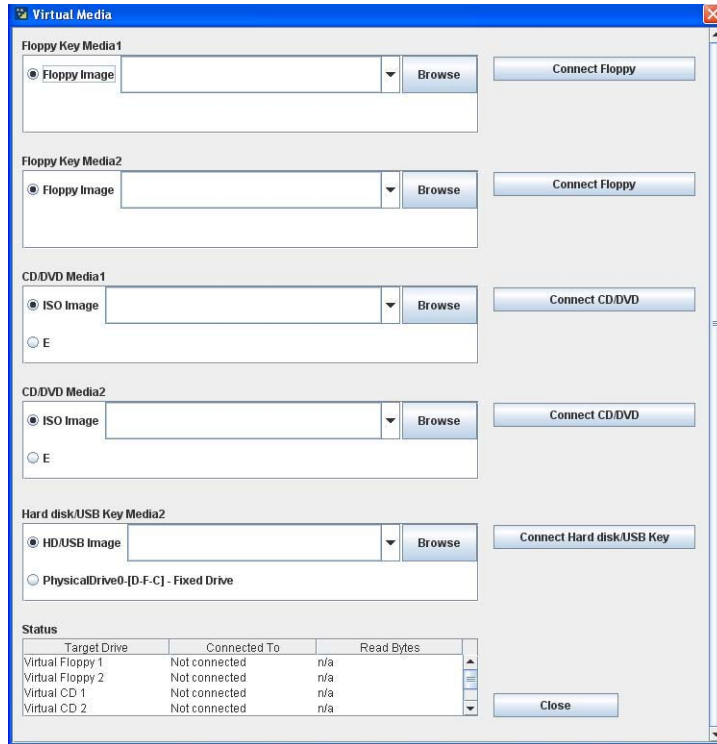 Virtual Media
Floppy Key Media1
Floppy Image Browse Connect Floppy
Floppy Key Media2
Floppy Image Browse Connect Floppy
CD/DVD Media1
ISO Image Browse Connect CD/DVD
E
CD/DVD Media2
ISO Image Browse Connect CD/DVD
E
Hard disk/USB Key Media2
HD/USB Image Browse Connect Hard disk/USB Key
PhysicalDrive0-[D-F-C] - Fixed Drive
Status
Target Drive Connected To Read Bytes
Virtual Floppy 1 Not connected n/a
Virtual Floppy 2 Not connected n/a
Virtual CD 1 Not connected n/a
Virtual CD 2 Not connected n/a
Close